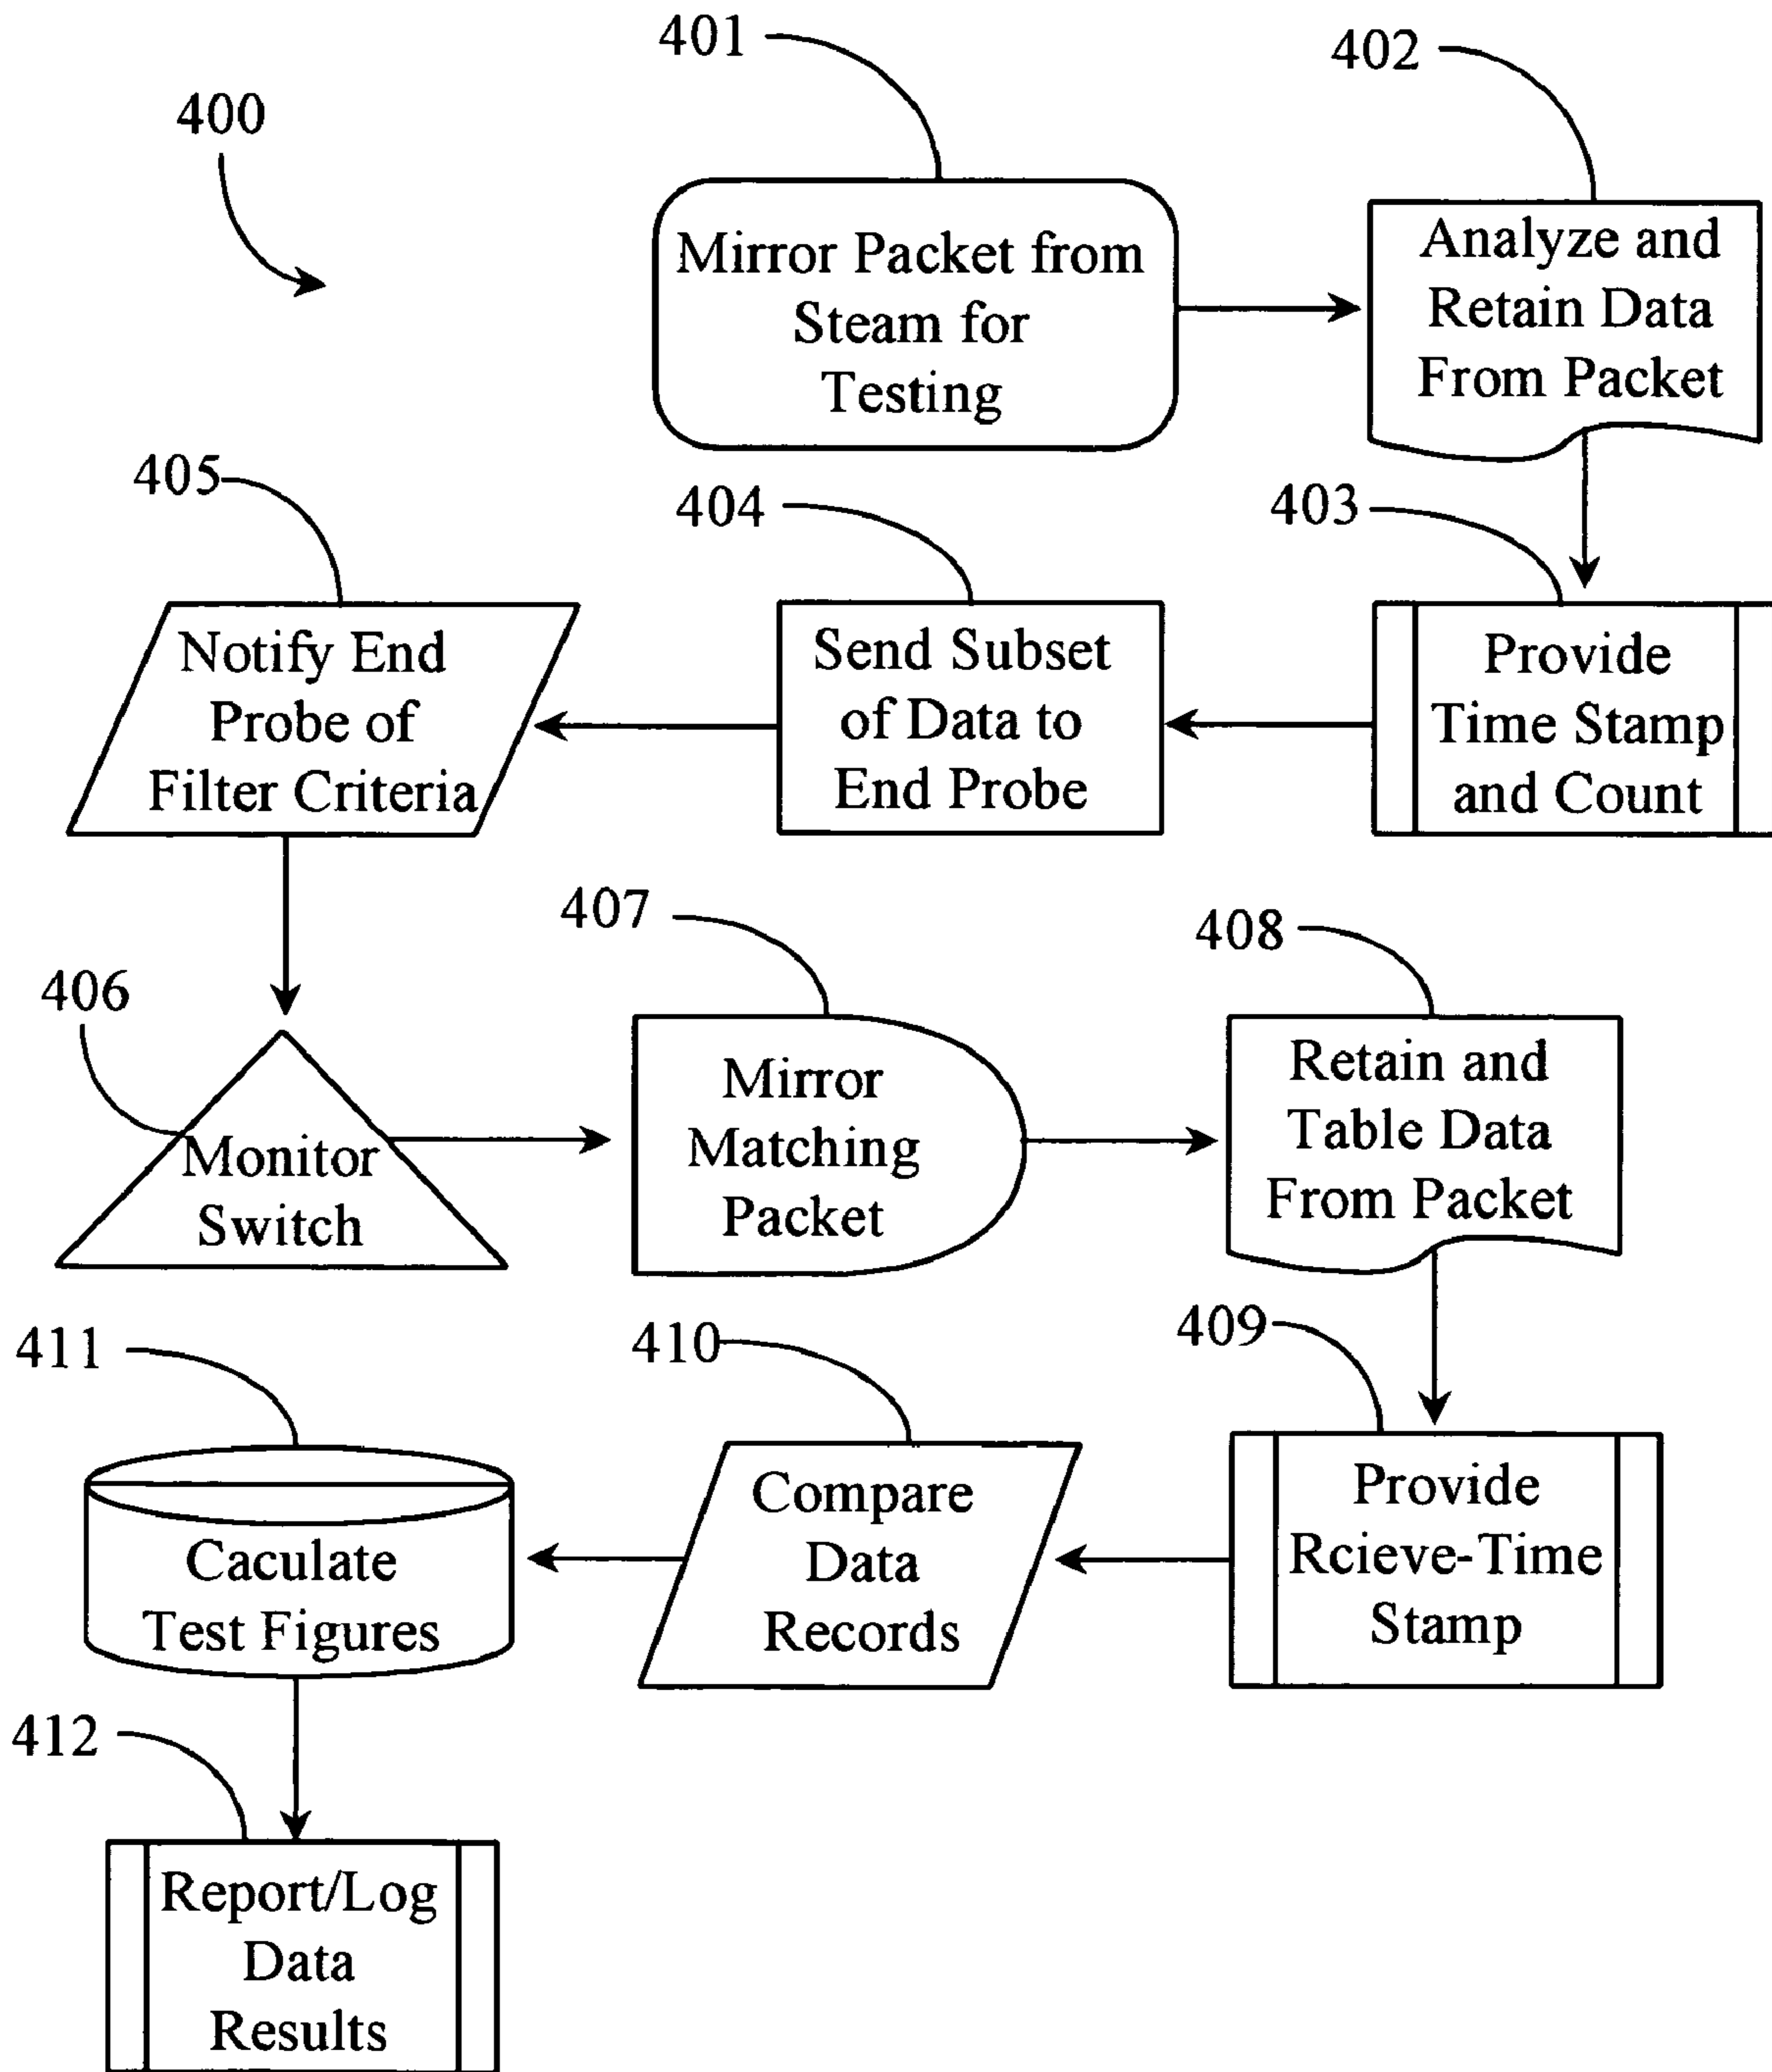 401
402
400
Mirror Packet from
Steam for
Testing
Analyze and
Retain Data
From Packet
405
404
403
Notify End
Probe of
Filter Criteria
Send Subset
of Data to
End Probe
Provide
Time Stamp
and Count
407
408
406
Monitor
Switch
Mirror
Matching
Packet
Retain and
Table Data
From Packet
411
410
409
Caculate
Test Figures
Compare
Data
Records
Provide
Rcieve-Time
Stamp
412
Report/Log
Data
Results